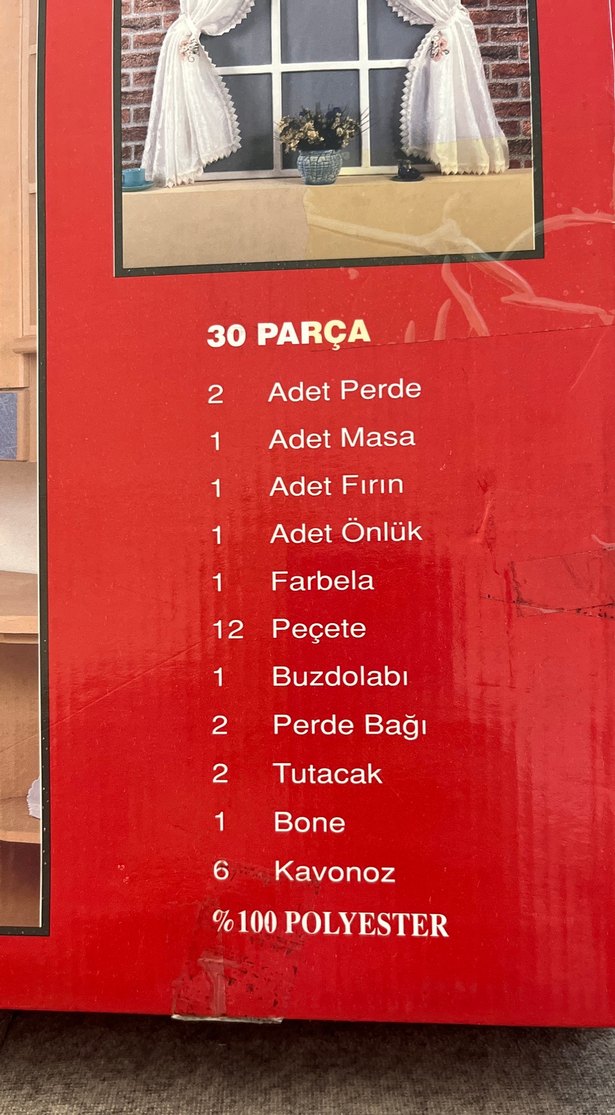 30 PARÇA
2 Adet Perde
1 Adet Masa
1 Adet Fırın
1 Adet Önlük
1 Farbela
12 Peçete
1 Buzdolabı
2 Perde Bağı
2 Tutacak
1 Bone
6 Kavonoz
%100 POLYESTER